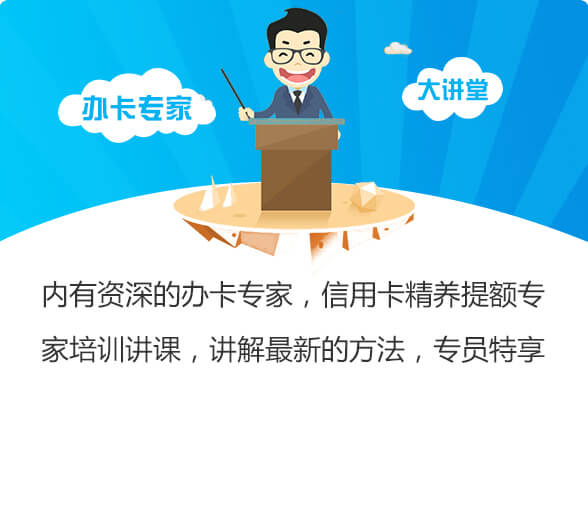 办卡专家
大讲堂
内有资深的办卡专家，信用卡精养提额专
家培训讲课，讲解最新的方法，专员特享